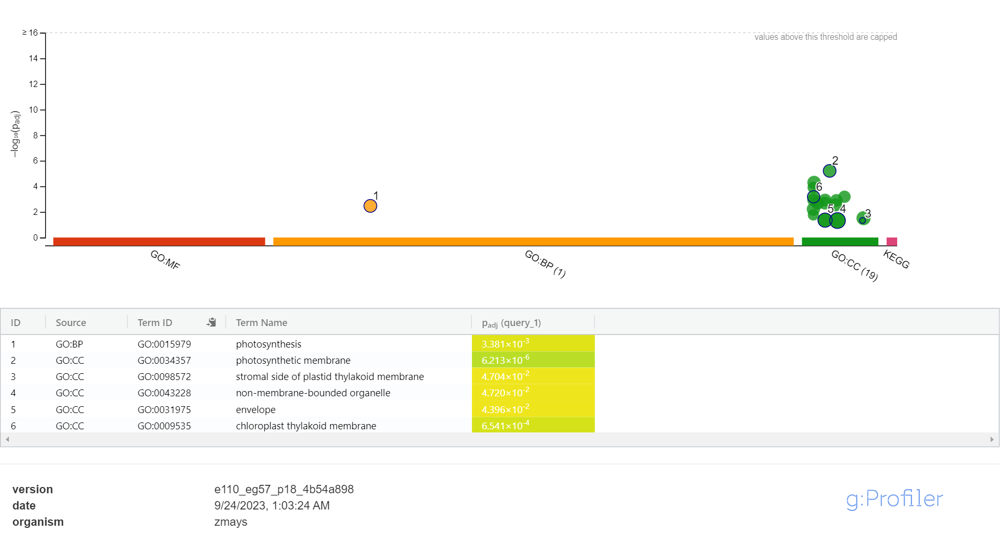 ≥ 16
values above this threshold are capped
14
12
10
8
6
4
2
0
–log₁₀(padj)
1
2
6
5
4
3
GO:MF
GO:BP (1)
GO:CC (19)
KEGG
ID Source Term ID Term Name padj (query_1)
1 GO:BP GO:0015979 photosynthesis 3.381×10⁻³
2 GO:CC GO:0034357 photosynthetic membrane 6.213×10⁻⁶
3 GO:CC GO:0098572 stromal side of plastid thylakoid membrane 4.704×10⁻²
4 GO:CC GO:0043228 non-membrane-bounded organelle 4.720×10⁻²
5 GO:CC GO:0031975 envelope 4.396×10⁻²
6 GO:CC GO:0009535 chloroplast thylakoid membrane 6.541×10⁻⁴
version e110_eg57_p18_4b54a898
date 9/24/2023, 1:03:24 AM
organism zmays
g:Profiler